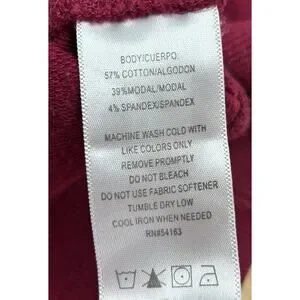 BODY/CUERPO:
57% COTTON/ALGODON
39%MODAL/MODAL
4% SPANDEX/SPANDEX
MACHINE WASH COLD WITH
LIKE COLORS ONLY
REMOVE PROMPTLY
DO NOT BLEACH
DO NOT USE FABRIC SOFTENER
TUMBLE DRY LOW
COOL IRON WHEN NEEDED
RN#54163